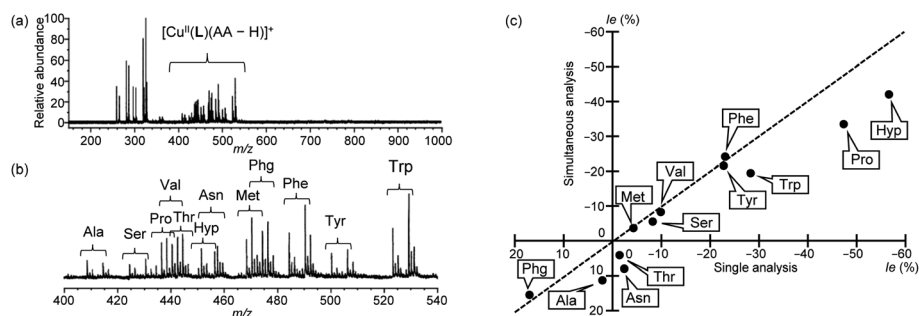 (a)
Relative abundance
100
80
60
40
20
0
[Cuᴵᴵ(L)(AA − H)]⁺
200 300 400 500 600 700 800 900 1000
m/z
(b)
Ala
Ser
Pro
Val
Thr
Hyp
Asn
Met
Phg
Phe
Tyr
Trp
400 420 440 460 480 500 520 540
m/z
(c)
Ie (%)
Simultaneous analysis
−60
−50
−40
−30
−20
−10
0
10
20
20 10 0 −10 −20 −30 −40 −50 −60
Single analysis
Ie (%)
Phe
Hyp
Pro
Val
Trp
Tyr
Met
Ser
Phg
Ala
Thr
Asn